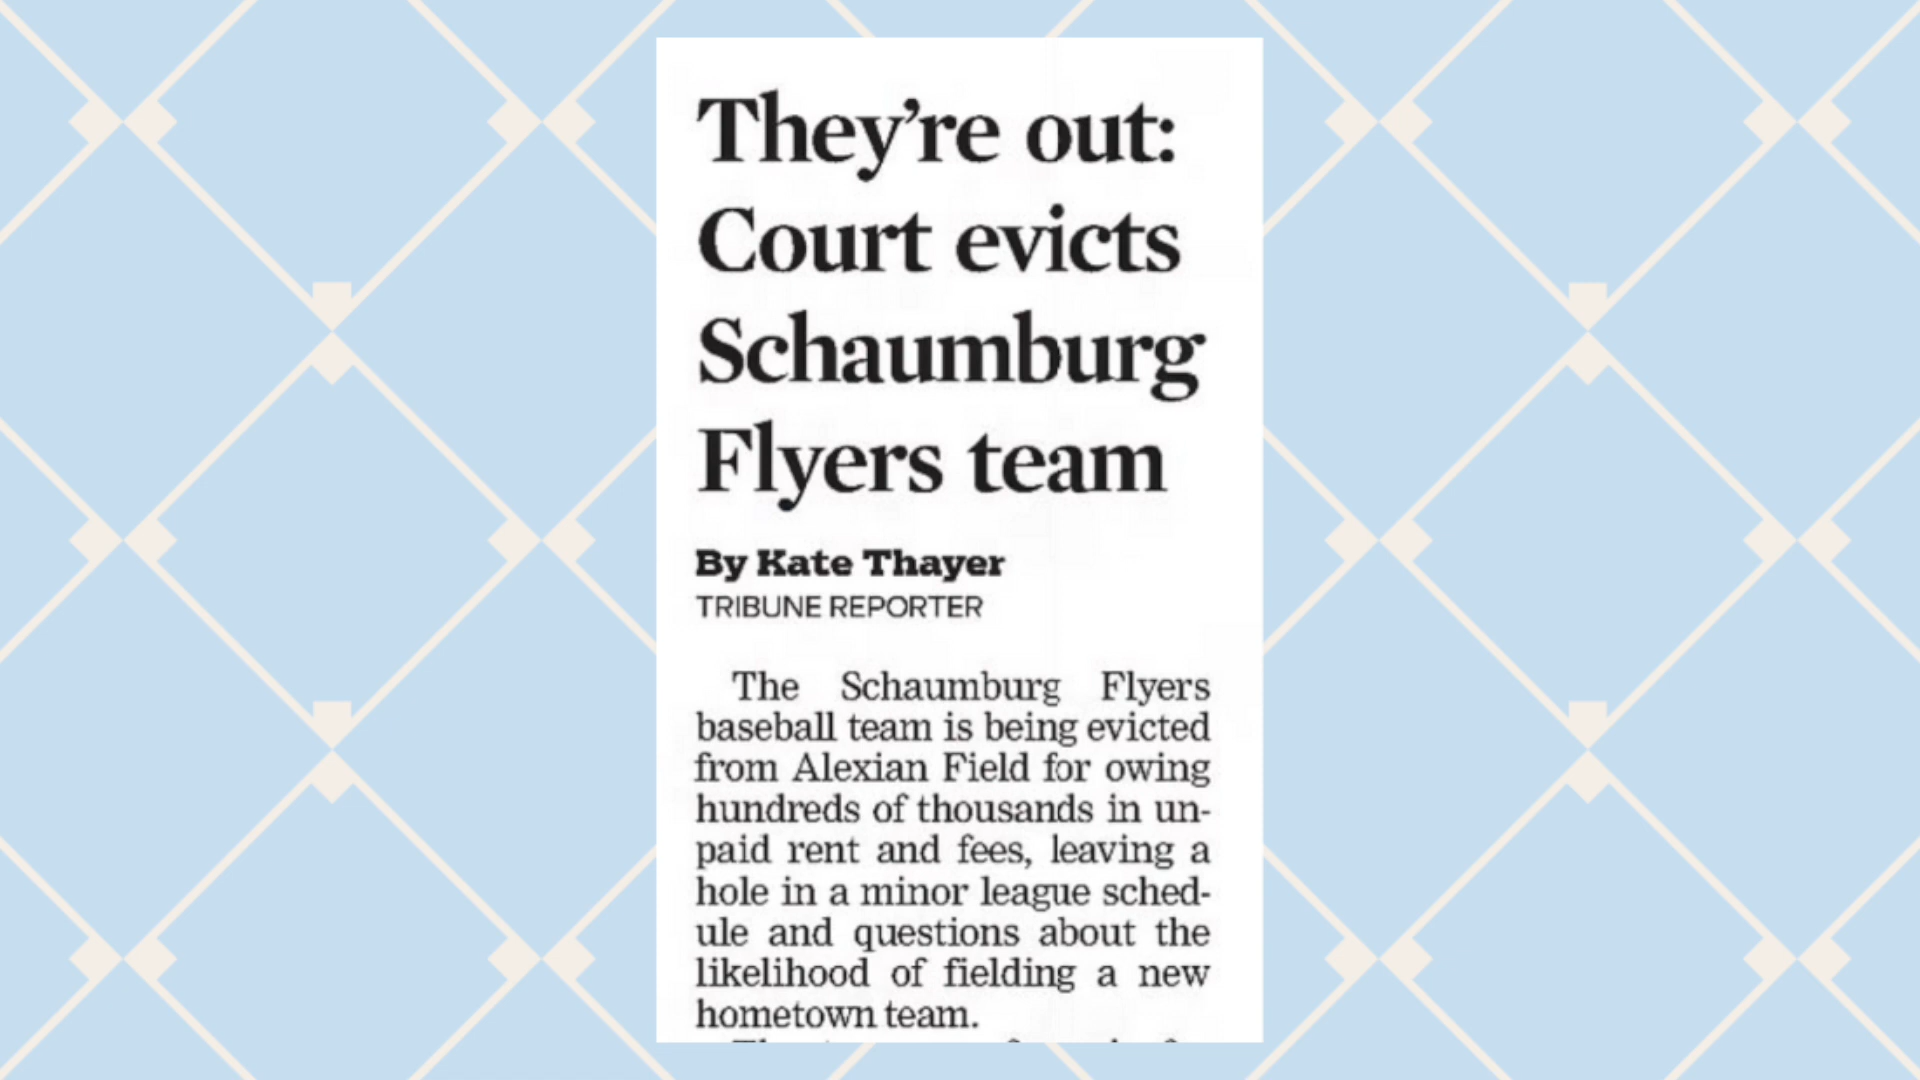 They're out:
Court evicts
Schaumburg
Flyers team
By Kate Thayer
TRIBUNE REPORTER
The Schaumburg Flyers
baseball team is being evicted
from Alexian Field for owing
hundreds of thousands in un-
paid rent and fees, leaving a
hole in a minor league sched-
ule and questions about the
likelihood of fielding a new
hometown team.